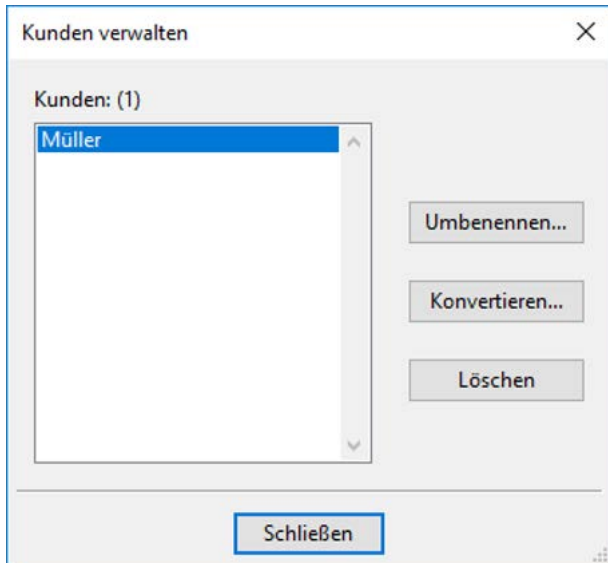 Kunden verwalten
Kunden: (1)
Müller
Umbenennen...
Konvertieren...
Löschen
Schließen